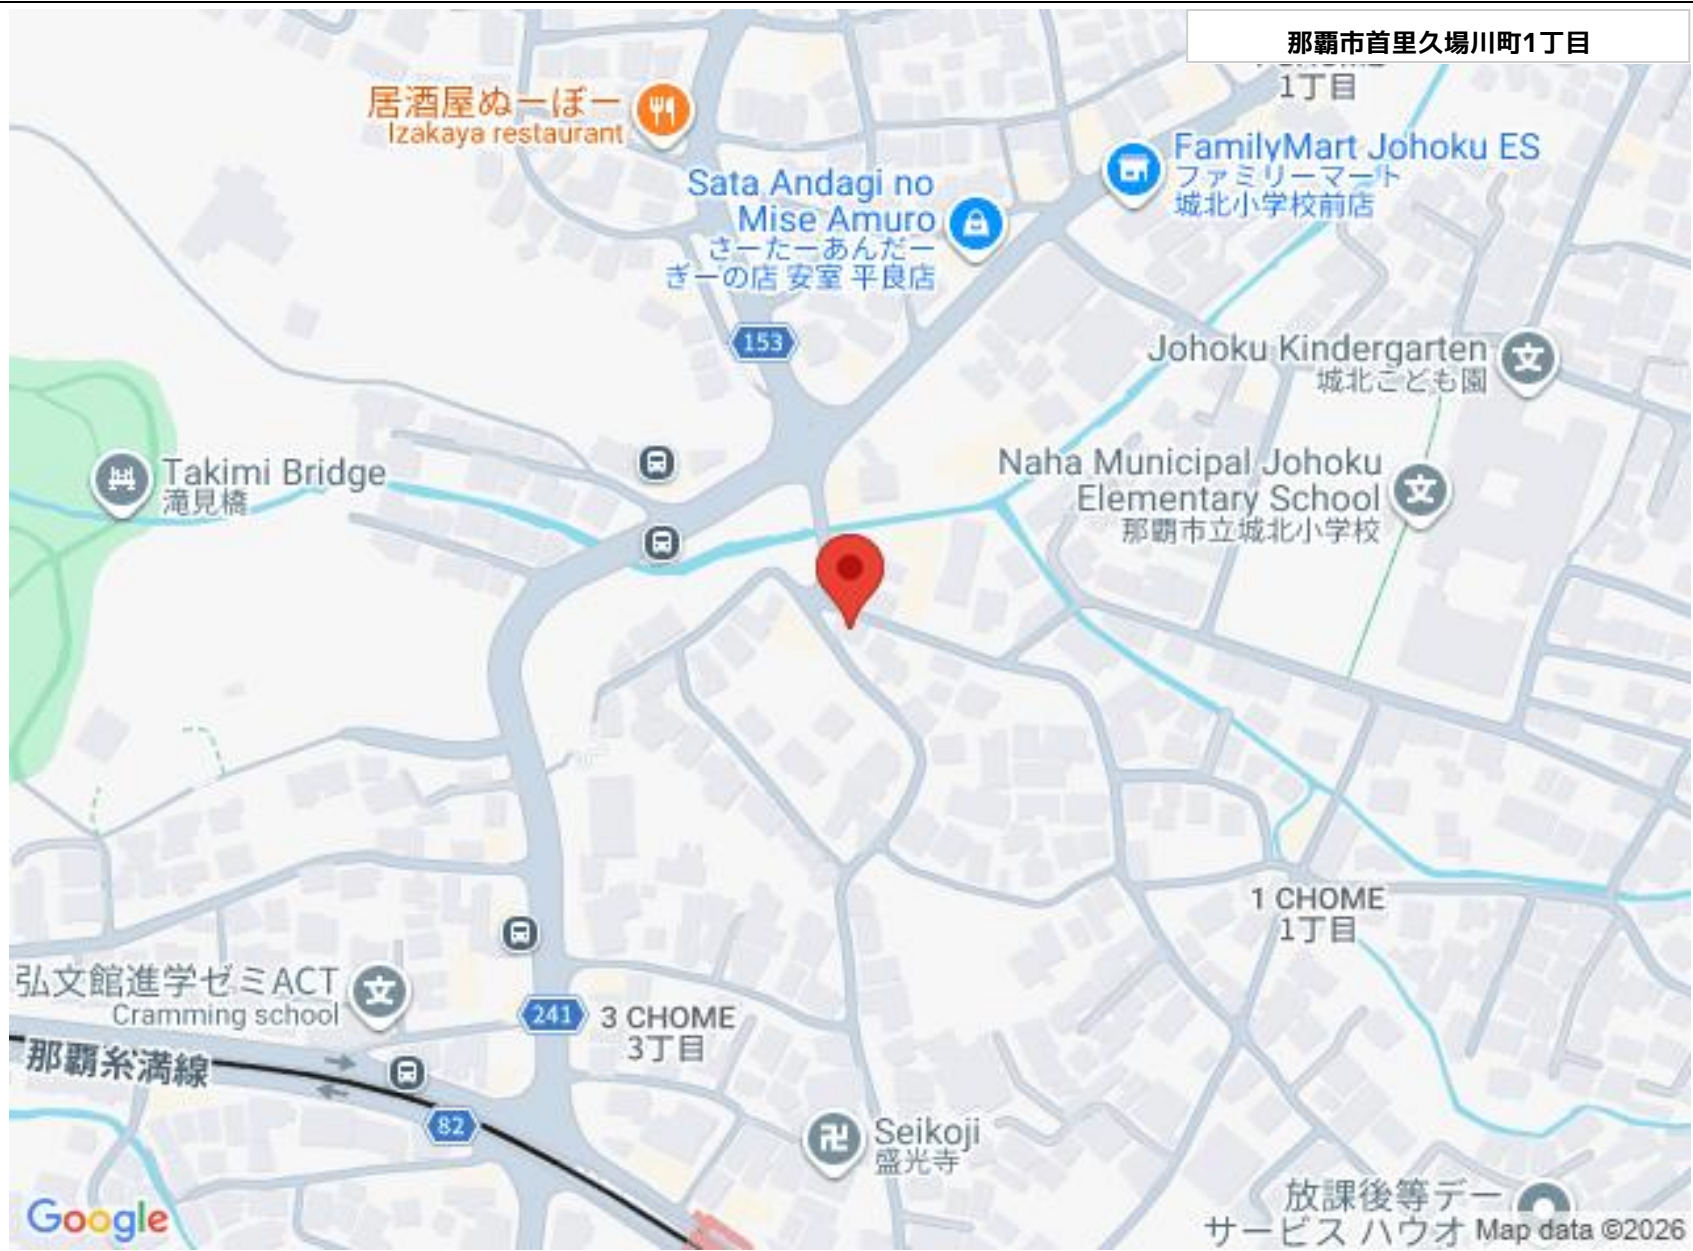 那覇市首里久場川町1丁目
1丁目
居酒屋ぬーぼー
Izakaya restaurant
FamilyMart Johoku ES
ファミリーマート
城北小学校前店
Sata Andagi no
Mise Amuro
さーたーあんだー
ぎーの店 安室 平良店
153
Johoku Kindergarten
城北こども園
Takimi Bridge
滝見橋
Naha Municipal Johoku
Elementary School
那覇市立城北小学校
1 CHOME
1丁目
弘文館進学ゼミACT
Cramming school
241
3 CHOME
3丁目
那覇糸満線
82
Seikoji
盛光寺
放課後等デー
サービス ハウオ
Google
Map data ©2026